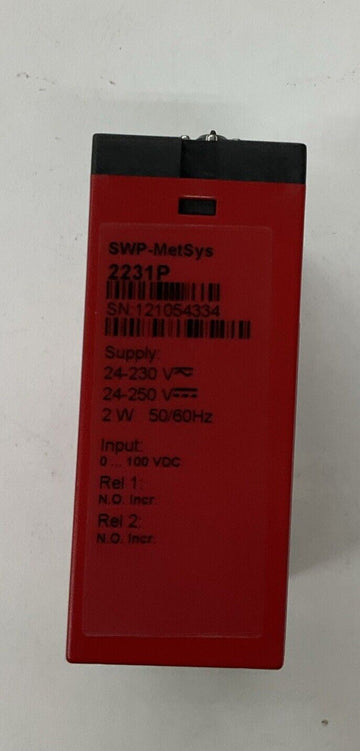 SWP-MetSys
2231P
SN:121054334
Supply:
24-230 V
24-250 V
2 W 50/60Hz
Input:
0 ... 100 VDC
Rel 1:
N.O. Incr.
Rel 2:
N.O. Incr.